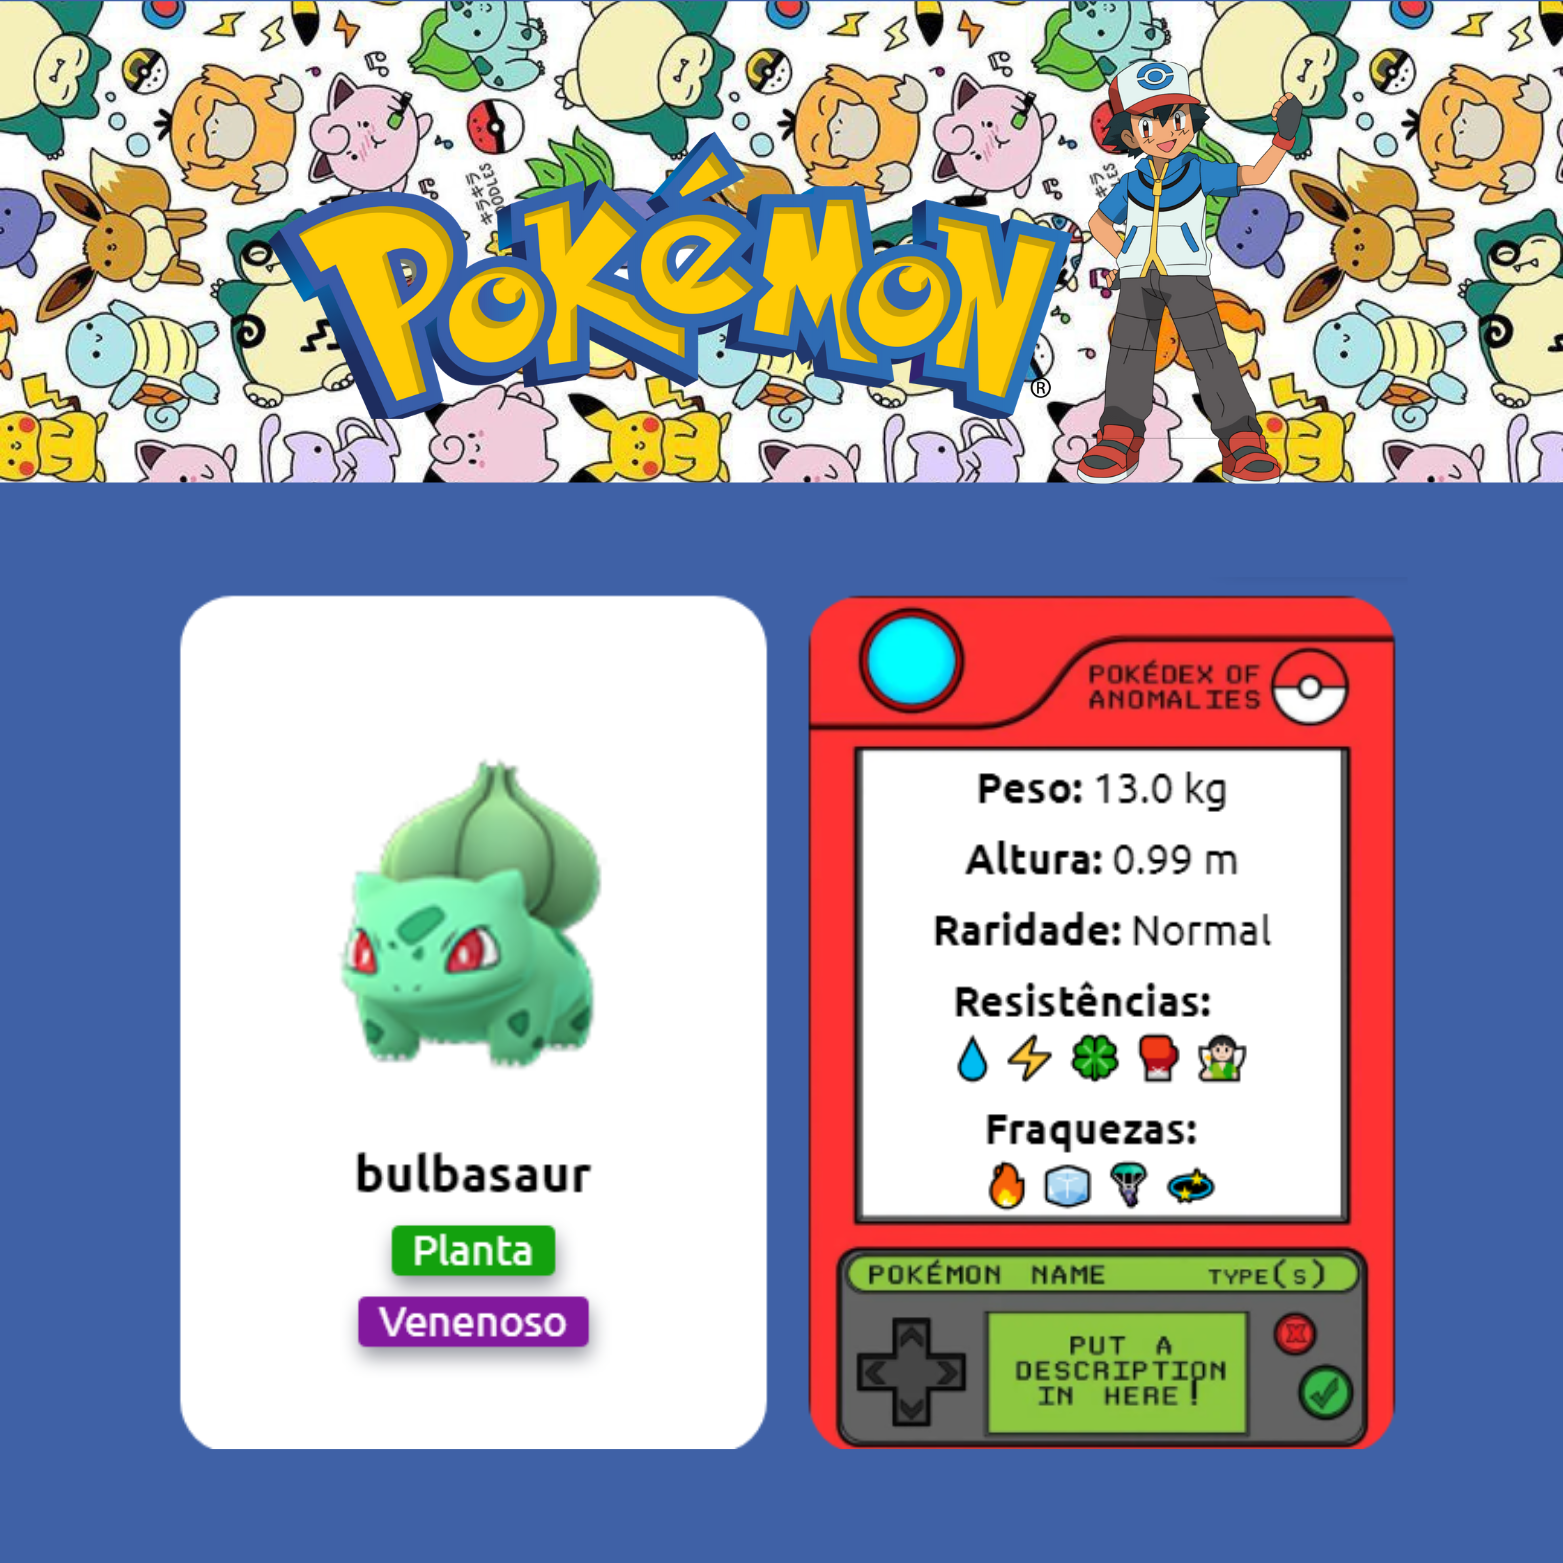 POKéMON
®
bulbasaur
Planta
Venenoso
POKÉDEX OF
ANOMALIES
Peso: 13.0 kg
Altura: 0.99 m
Raridade: Normal
Resistências:
Fraquezas:
POKÉMON NAME TYPE(S)
PUT A
DESCRIPTION
IN HERE!